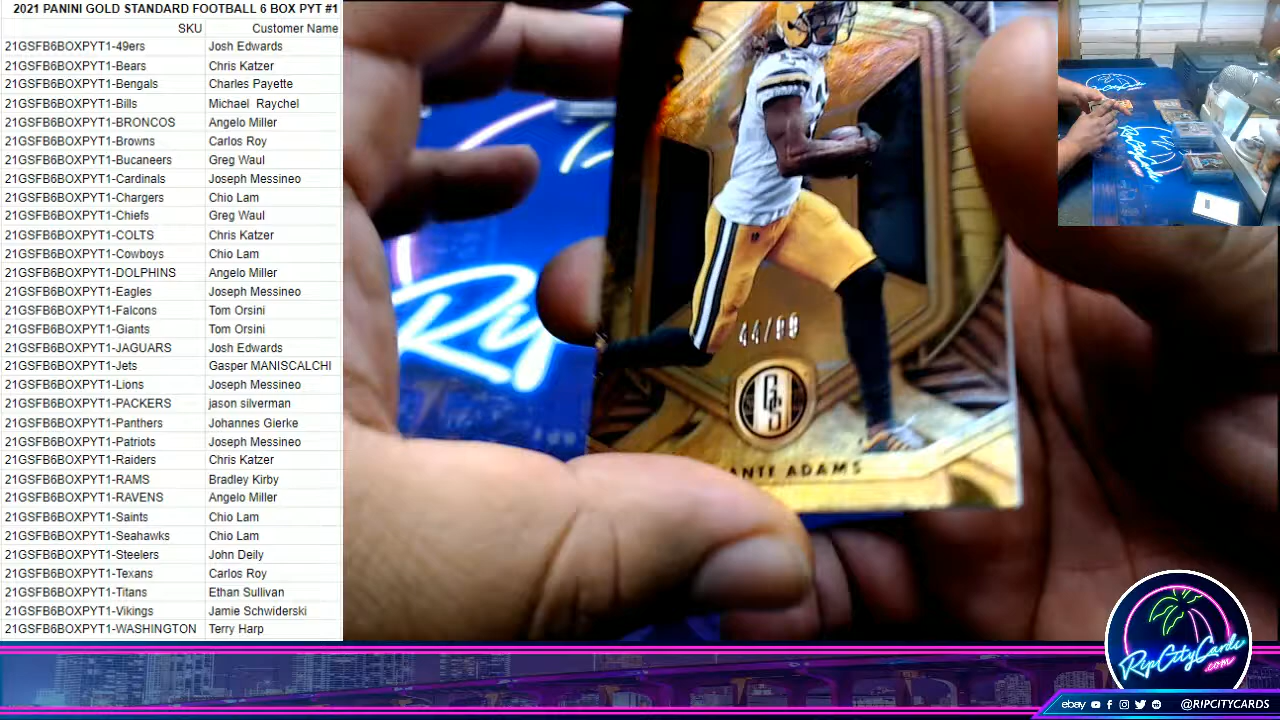 2021 PANINI GOLD STANDARD FOOTBALL 6 BOX PYT #1
SKU Customer Name
21GSFB6BOXPYT1-49ers Josh Edwards
21GSFB6BOXPYT1-Bears Chris Katzer
21GSFB6BOXPYT1-Bengals Charles Payette
21GSFB6BOXPYT1-Bills Michael Raychel
21GSFB6BOXPYT1-BRONCOS Angelo Miller
21GSFB6BOXPYT1-Browns Carlos Roy
21GSFB6BOXPYT1-Bucaneers Greg Waul
21GSFB6BOXPYT1-Cardinals Joseph Messineo
21GSFB6BOXPYT1-Chargers Chio Lam
21GSFB6BOXPYT1-Chiefs Greg Waul
21GSFB6BOXPYT1-COLTS Chris Katzer
21GSFB6BOXPYT1-Cowboys Chio Lam
21GSFB6BOXPYT1-DOLPHINS Angelo Miller
21GSFB6BOXPYT1-Eagles Joseph Messineo
21GSFB6BOXPYT1-Falcons Tom Orsini
21GSFB6BOXPYT1-Giants Tom Orsini
21GSFB6BOXPYT1-JAGUARS Josh Edwards
21GSFB6BOXPYT1-Jets Gasper MANISCALCHI
21GSFB6BOXPYT1-Lions Joseph Messineo
21GSFB6BOXPYT1-PACKERS jason silverman
21GSFB6BOXPYT1-Panthers Johannes Gierke
21GSFB6BOXPYT1-Patriots Joseph Messineo
21GSFB6BOXPYT1-Raiders Chris Katzer
21GSFB6BOXPYT1-RAMS Bradley Kirby
21GSFB6BOXPYT1-RAVENS Angelo Miller
21GSFB6BOXPYT1-Saints Chio Lam
21GSFB6BOXPYT1-Seahawks Chio Lam
21GSFB6BOXPYT1-Steelers John Deily
21GSFB6BOXPYT1-Texans Carlos Roy
21GSFB6BOXPYT1-Titans Ethan Sullivan
21GSFB6BOXPYT1-Vikings Jamie Schwiderski
21GSFB6BOXPYT1-WASHINGTON Terry Harp
Rip
44/99
GS
ANTE ADAMS
RipCityCards
.com
ebay @RIPCITYCARDS